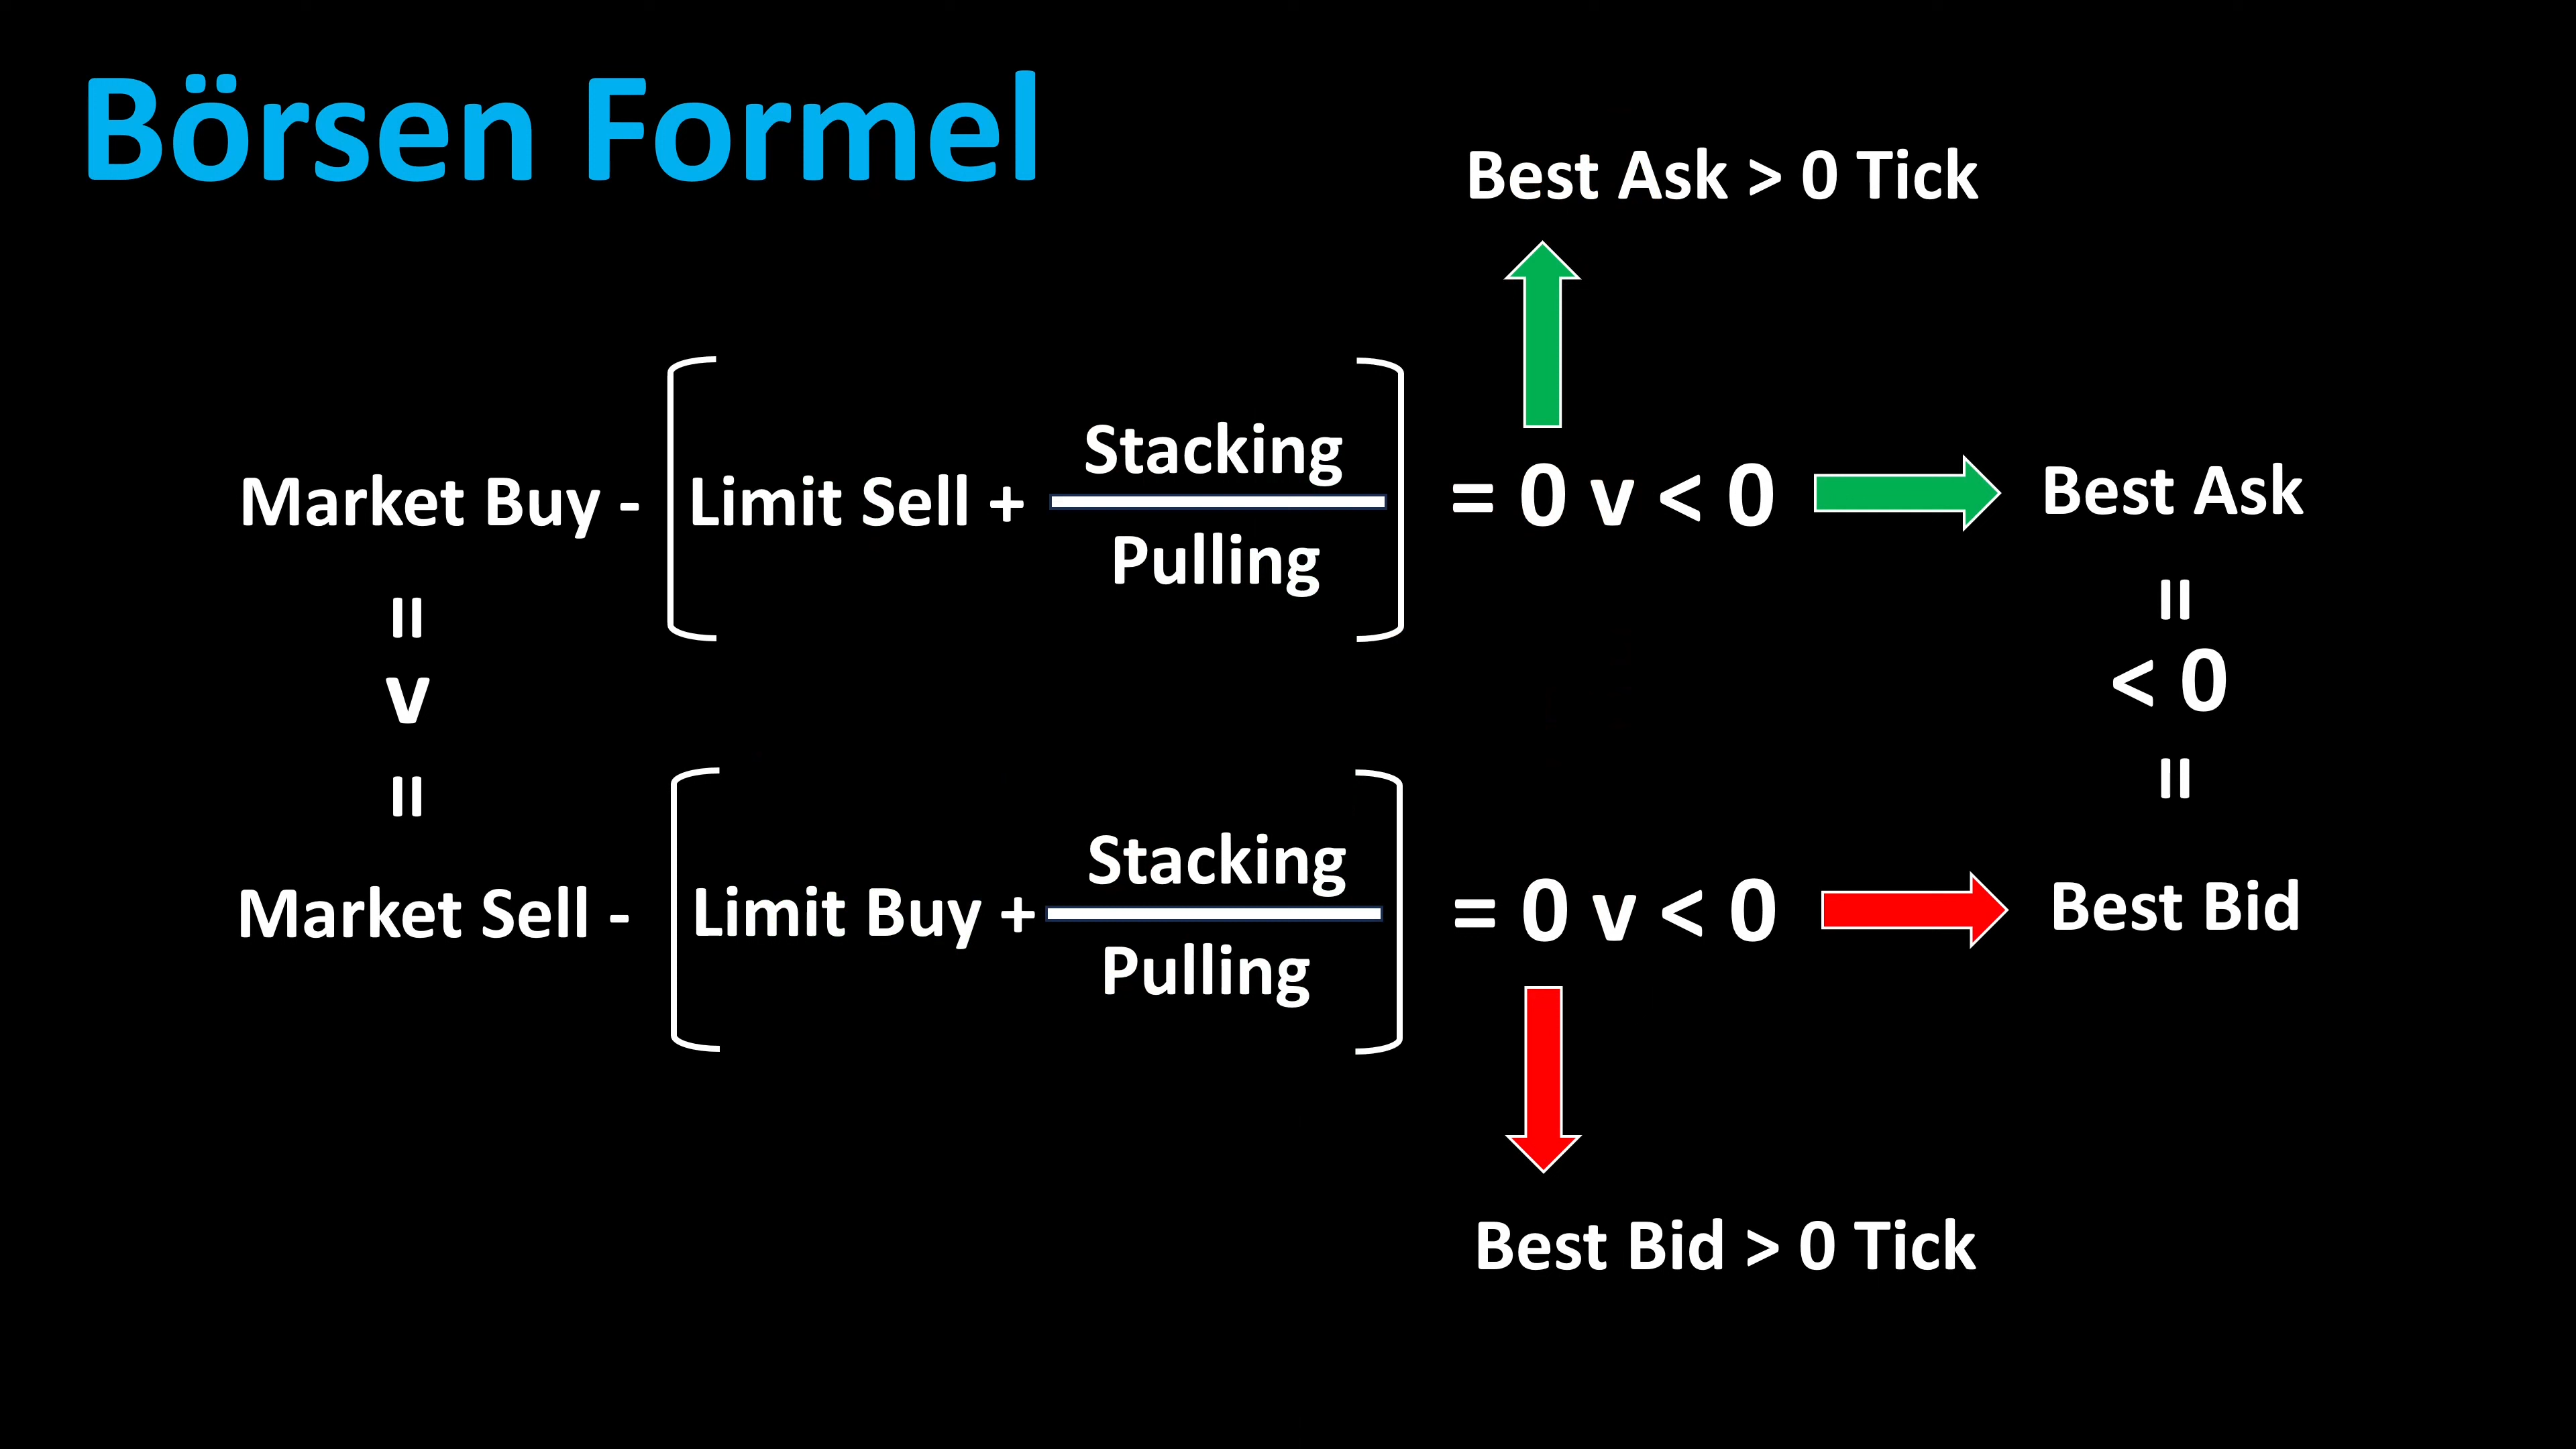 Börsen Formel
Best Ask > 0 Tick
Market Buy - [ Limit Sell + Stacking / Pulling ] = 0 v < 0 Best Ask
= v =
= < 0 =
Market Sell - [ Limit Buy + Stacking / Pulling ] = 0 v < 0 Best Bid
Best Bid > 0 Tick